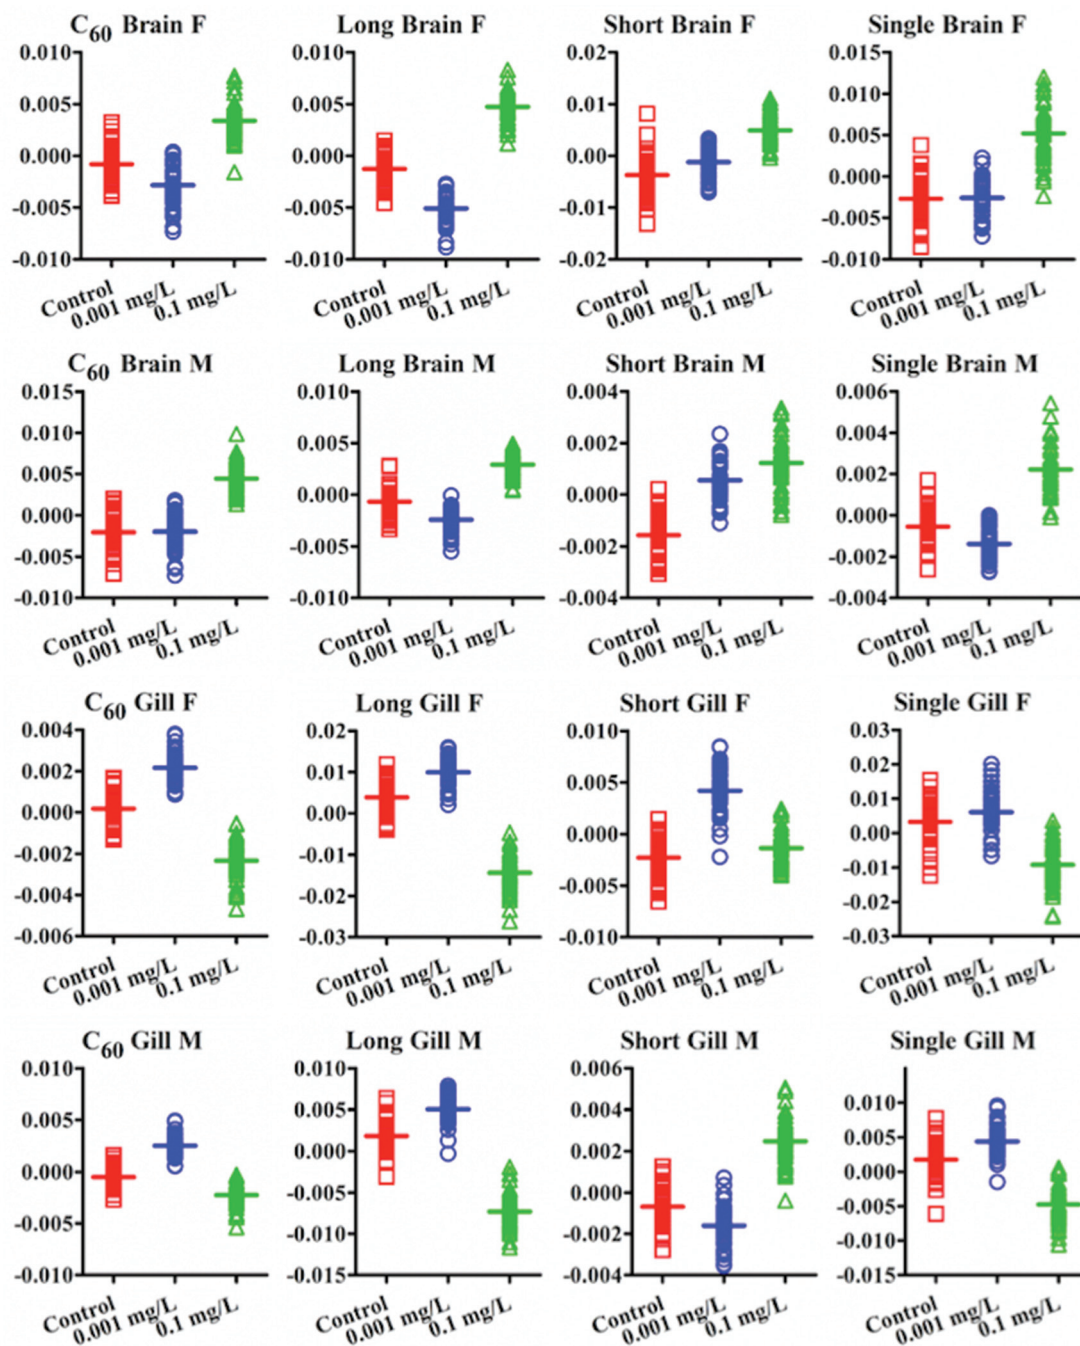 C60 Brain F
Long Brain F
Short Brain F
Single Brain F
0.010
0.005
0.000
-0.005
-0.010
0.010
0.005
0.000
-0.005
-0.010
0.02
0.01
0.00
-0.01
-0.02
0.015
0.010
0.005
0.000
-0.005
-0.010
Control
0.001 mg/L
0.1 mg/L
Control
0.001 mg/L
0.1 mg/L
Control
0.001 mg/L
0.1 mg/L
Control
0.001 mg/L
0.1 mg/L
C60 Brain M
Long Brain M
Short Brain M
Single Brain M
0.015
0.010
0.005
0.000
-0.005
-0.010
0.010
0.005
0.000
-0.005
-0.010
0.004
0.002
0.000
-0.002
-0.004
0.006
0.004
0.002
0.000
-0.002
-0.004
Control
0.001 mg/L
0.1 mg/L
Control
0.001 mg/L
0.1 mg/L
Control
0.001 mg/L
0.1 mg/L
Control
0.001 mg/L
0.1 mg/L
C60 Gill F
Long Gill F
Short Gill F
Single Gill F
0.004
0.002
0.000
-0.002
-0.004
-0.006
0.02
0.01
0.00
-0.01
-0.02
-0.03
0.010
0.005
0.000
-0.005
-0.010
0.03
0.02
0.01
0.00
-0.01
-0.02
-0.03
Control
0.001 mg/L
0.1 mg/L
Control
0.001 mg/L
0.1 mg/L
Control
0.001 mg/L
0.1 mg/L
Control
0.001 mg/L
0.1 mg/L
C60 Gill M
Long Gill M
Short Gill M
Single Gill M
0.010
0.005
0.000
-0.005
-0.010
0.010
0.005
0.000
-0.005
-0.010
-0.015
0.006
0.004
0.002
0.000
-0.002
-0.004
0.010
0.005
0.000
-0.005
-0.010
-0.015
Control
0.001 mg/L
0.1 mg/L
Control
0.001 mg/L
0.1 mg/L
Control
0.001 mg/L
0.1 mg/L
Control
0.001 mg/L
0.1 mg/L